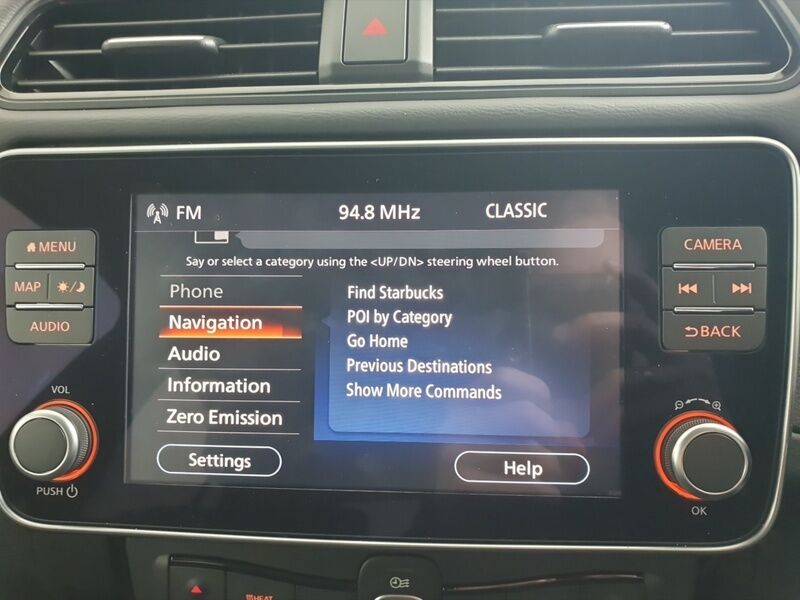 FM 94.8 MHz CLASSIC
Say or select a category using the <UP/DN> steering wheel button.
Phone
Navigation
Audio
Information
Zero Emission
Find Starbucks
POI by Category
Go Home
Previous Destinations
Show More Commands
Settings
Help
MENU
MAP
AUDIO
VOL
PUSH
CAMERA
BACK
OK
HEAT